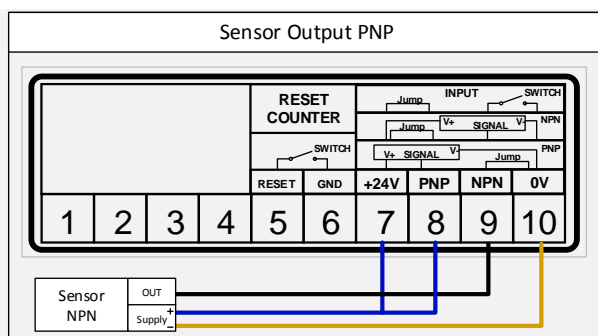 Sensor Output PNP
RESET
COUNTER
INPUT
SWITCH
Jump
V+ SIGNAL V- NPN
Jump
SWITCH
V+ SIGNAL V- PNP
Jump
RESET GND +24V PNP NPN 0V
1 2 3 4 5 6 7 8 9 10
Sensor
NPN
OUT
Supply + -